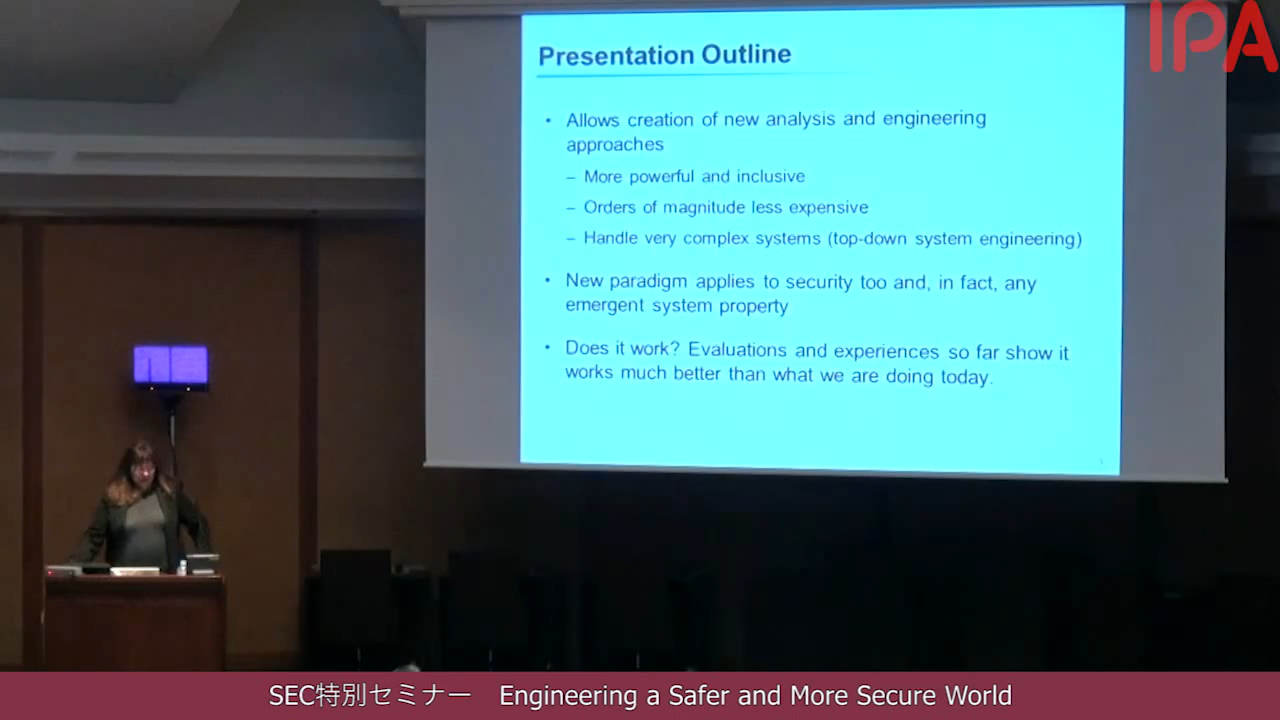 IPA
Presentation Outline
• Allows creation of new analysis and engineering
approaches
– More powerful and inclusive
– Orders of magnitude less expensive
– Handle very complex systems (top-down system engineering)
• New paradigm applies to security too and, in fact, any
emergent system property
• Does it work? Evaluations and experiences so far show it
works much better than what we are doing today.
SEC特別セミナー Engineering a Safer and More Secure World